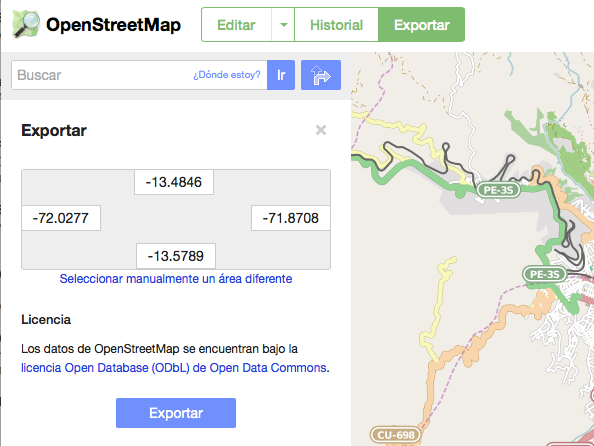 OpenStreetMap
Editar
Historial
Exportar
Buscar
¿Dónde estoy?
Ir
Exportar
-13.4846
-72.0277
-71.8708
-13.5789
Seleccionar manualmente un área diferente
Licencia
Los datos de OpenStreetMap se encuentran bajo la
licencia Open Database (ODbL) de Open Data Commons.
Exportar
PE-3S
PE-3S
CU-698